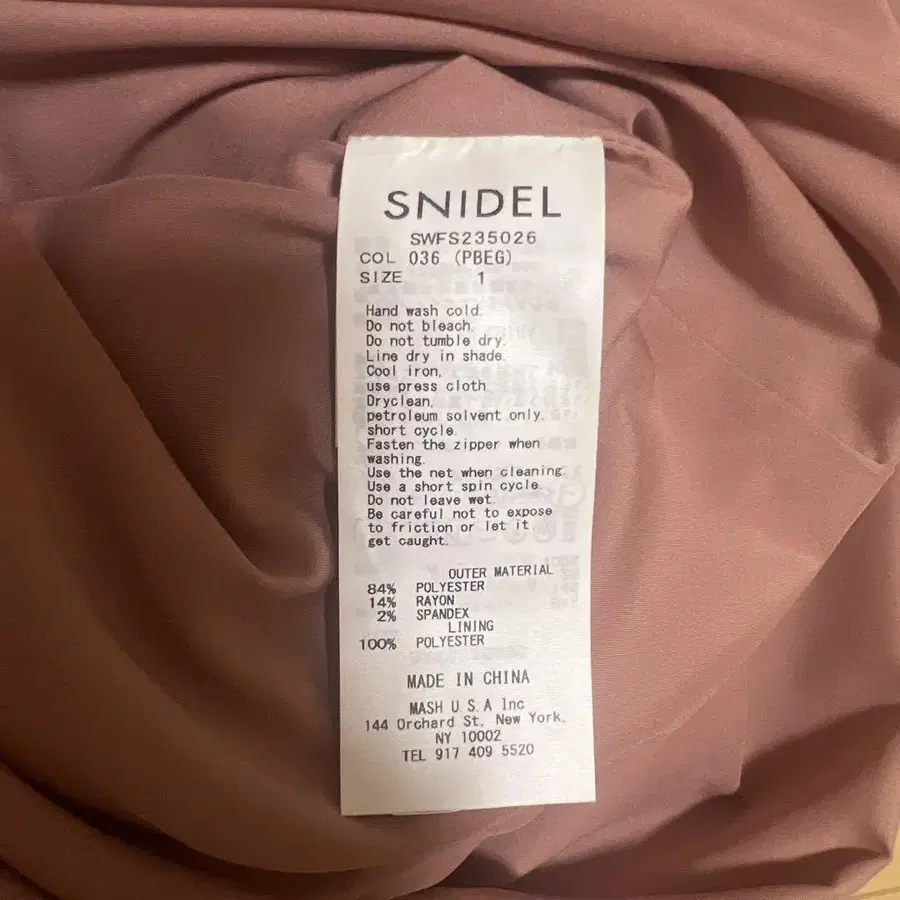 SNIDEL
SWFS235026
COL 036 (PBEG)
SIZE 1
Hand wash cold.
Do not bleach.
Do not tumble dry.
Line dry in shade.
Cool iron,
use press cloth.
Dryclean,
petroleum solvent only.
short cycle.
Fasten the zipper when
washing.
Use the net when cleaning.
Use a short spin cycle.
Do not leave wet.
Be careful not to expose
to friction or let it
get caught.
OUTER MATERIAL
84% POLYESTER
14% RAYON
2% SPANDEX
LINING
100% POLYESTER
MADE IN CHINA
MASH U.S.A Inc
144 Orchard St, New York,
NY 10002
TEL 917 409 5520